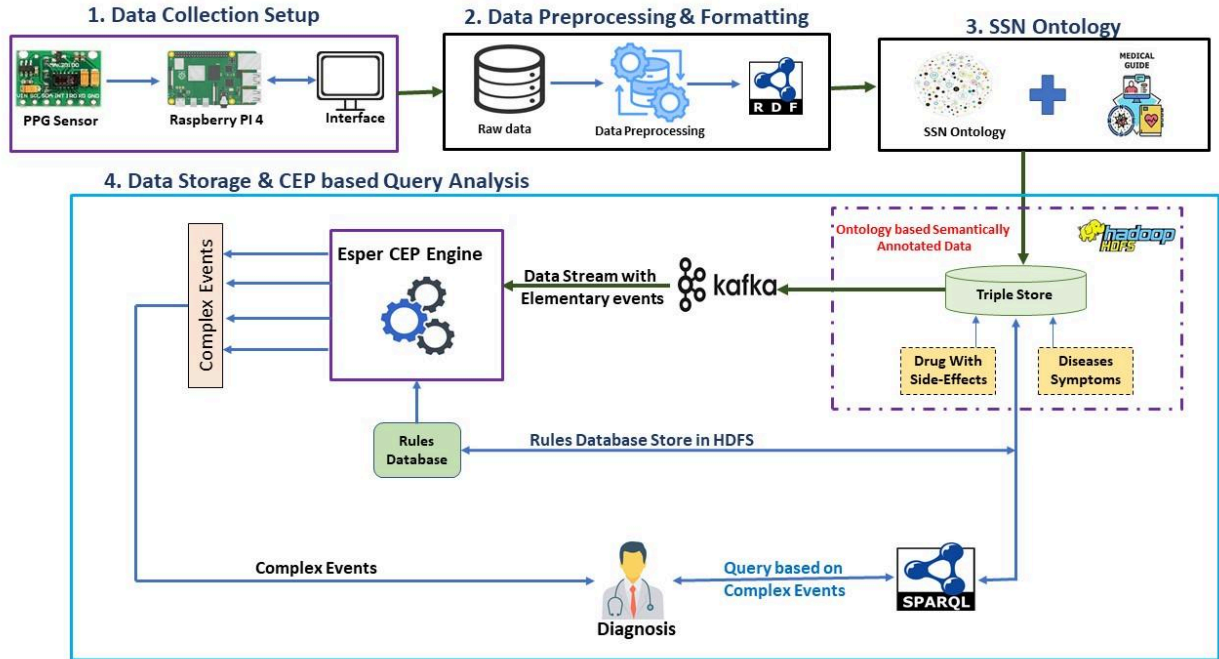 1. Data Collection Setup
PPG Sensor
Raspberry PI 4
Interface
2. Data Preprocessing & Formatting
Raw data
Data Preprocessing
RDF
3. SSN Ontology
SSN Ontology
MEDICAL
GUIDE
4. Data Storage & CEP based Query Analysis
Complex Events
Esper CEP Engine
Data Stream with
Elementary events
kafka
Ontology based Semantically
Annotated Data
hadoop
HDFS
Triple Store
Drug With
Side-Effects
Diseases
Symptoms
Rules
Database
Rules Database Store in HDFS
Complex Events
Diagnosis
Query based on
Complex Events
SPARQL